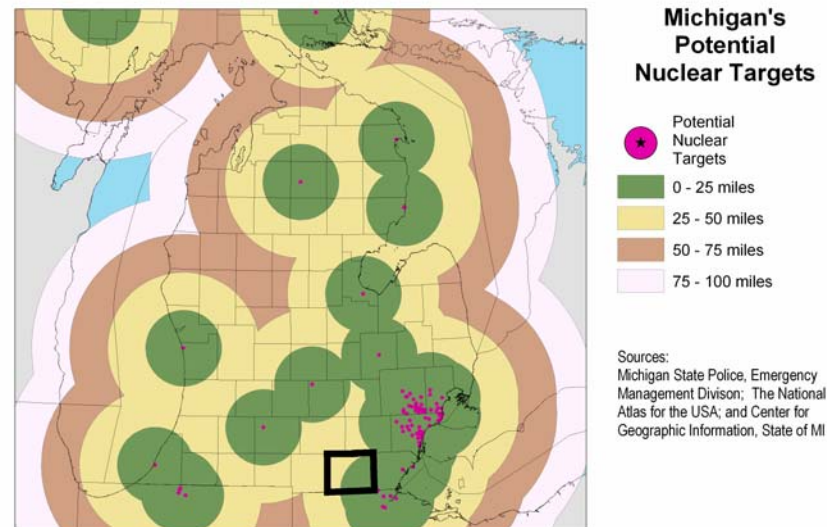 Michigan's
Potential
Nuclear Targets
Potential
Nuclear
Targets
0 - 25 miles
25 - 50 miles
50 - 75 miles
75 - 100 miles
Sources:
Michigan State Police, Emergency
Management Divison; The National
Atlas for the USA; and Center for
Geographic Information, State of MI